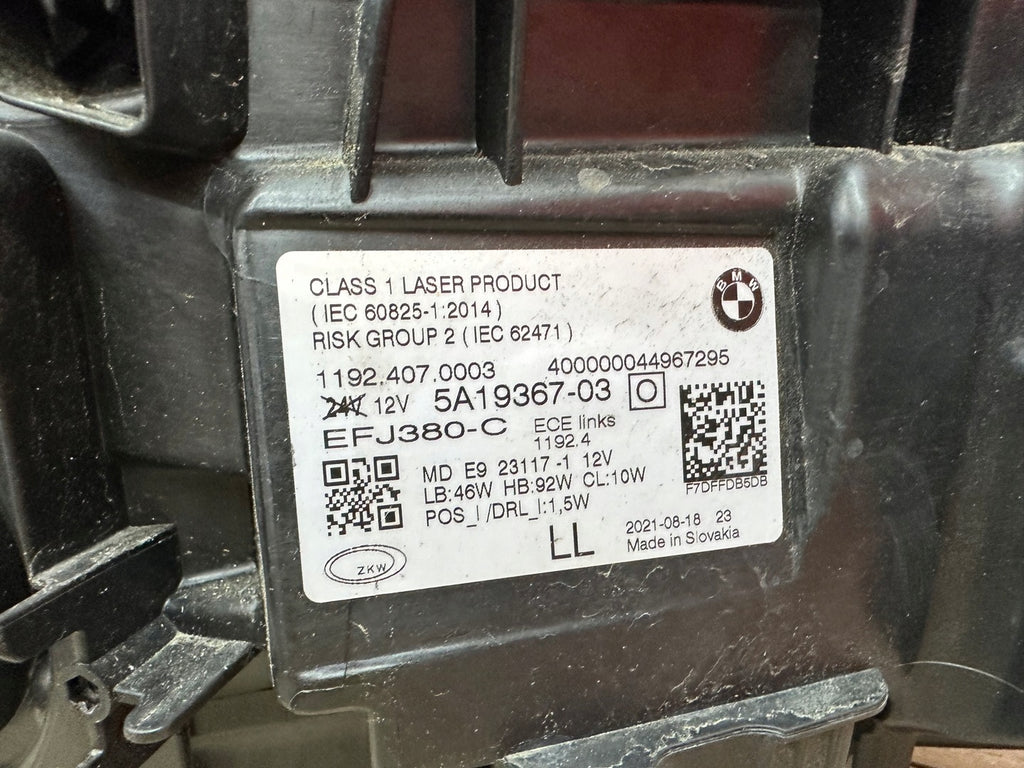 CLASS 1 LASER PRODUCT
BMW
(IEC 60825-1:2014)
RISK GROUP 2 (IEC 62471)
1192.407.0003 400000044967295
24V 12V 5A19367-03 O
EFJ380-C ECE links
1192.4
MD E9 23117 -1 12V
LB:46W HB:92W CL:10W F7DFFDB5DB
POS_I /DRL_I:1,5W
LL 2021-08-18 23
Made in Slovakia
ZKW